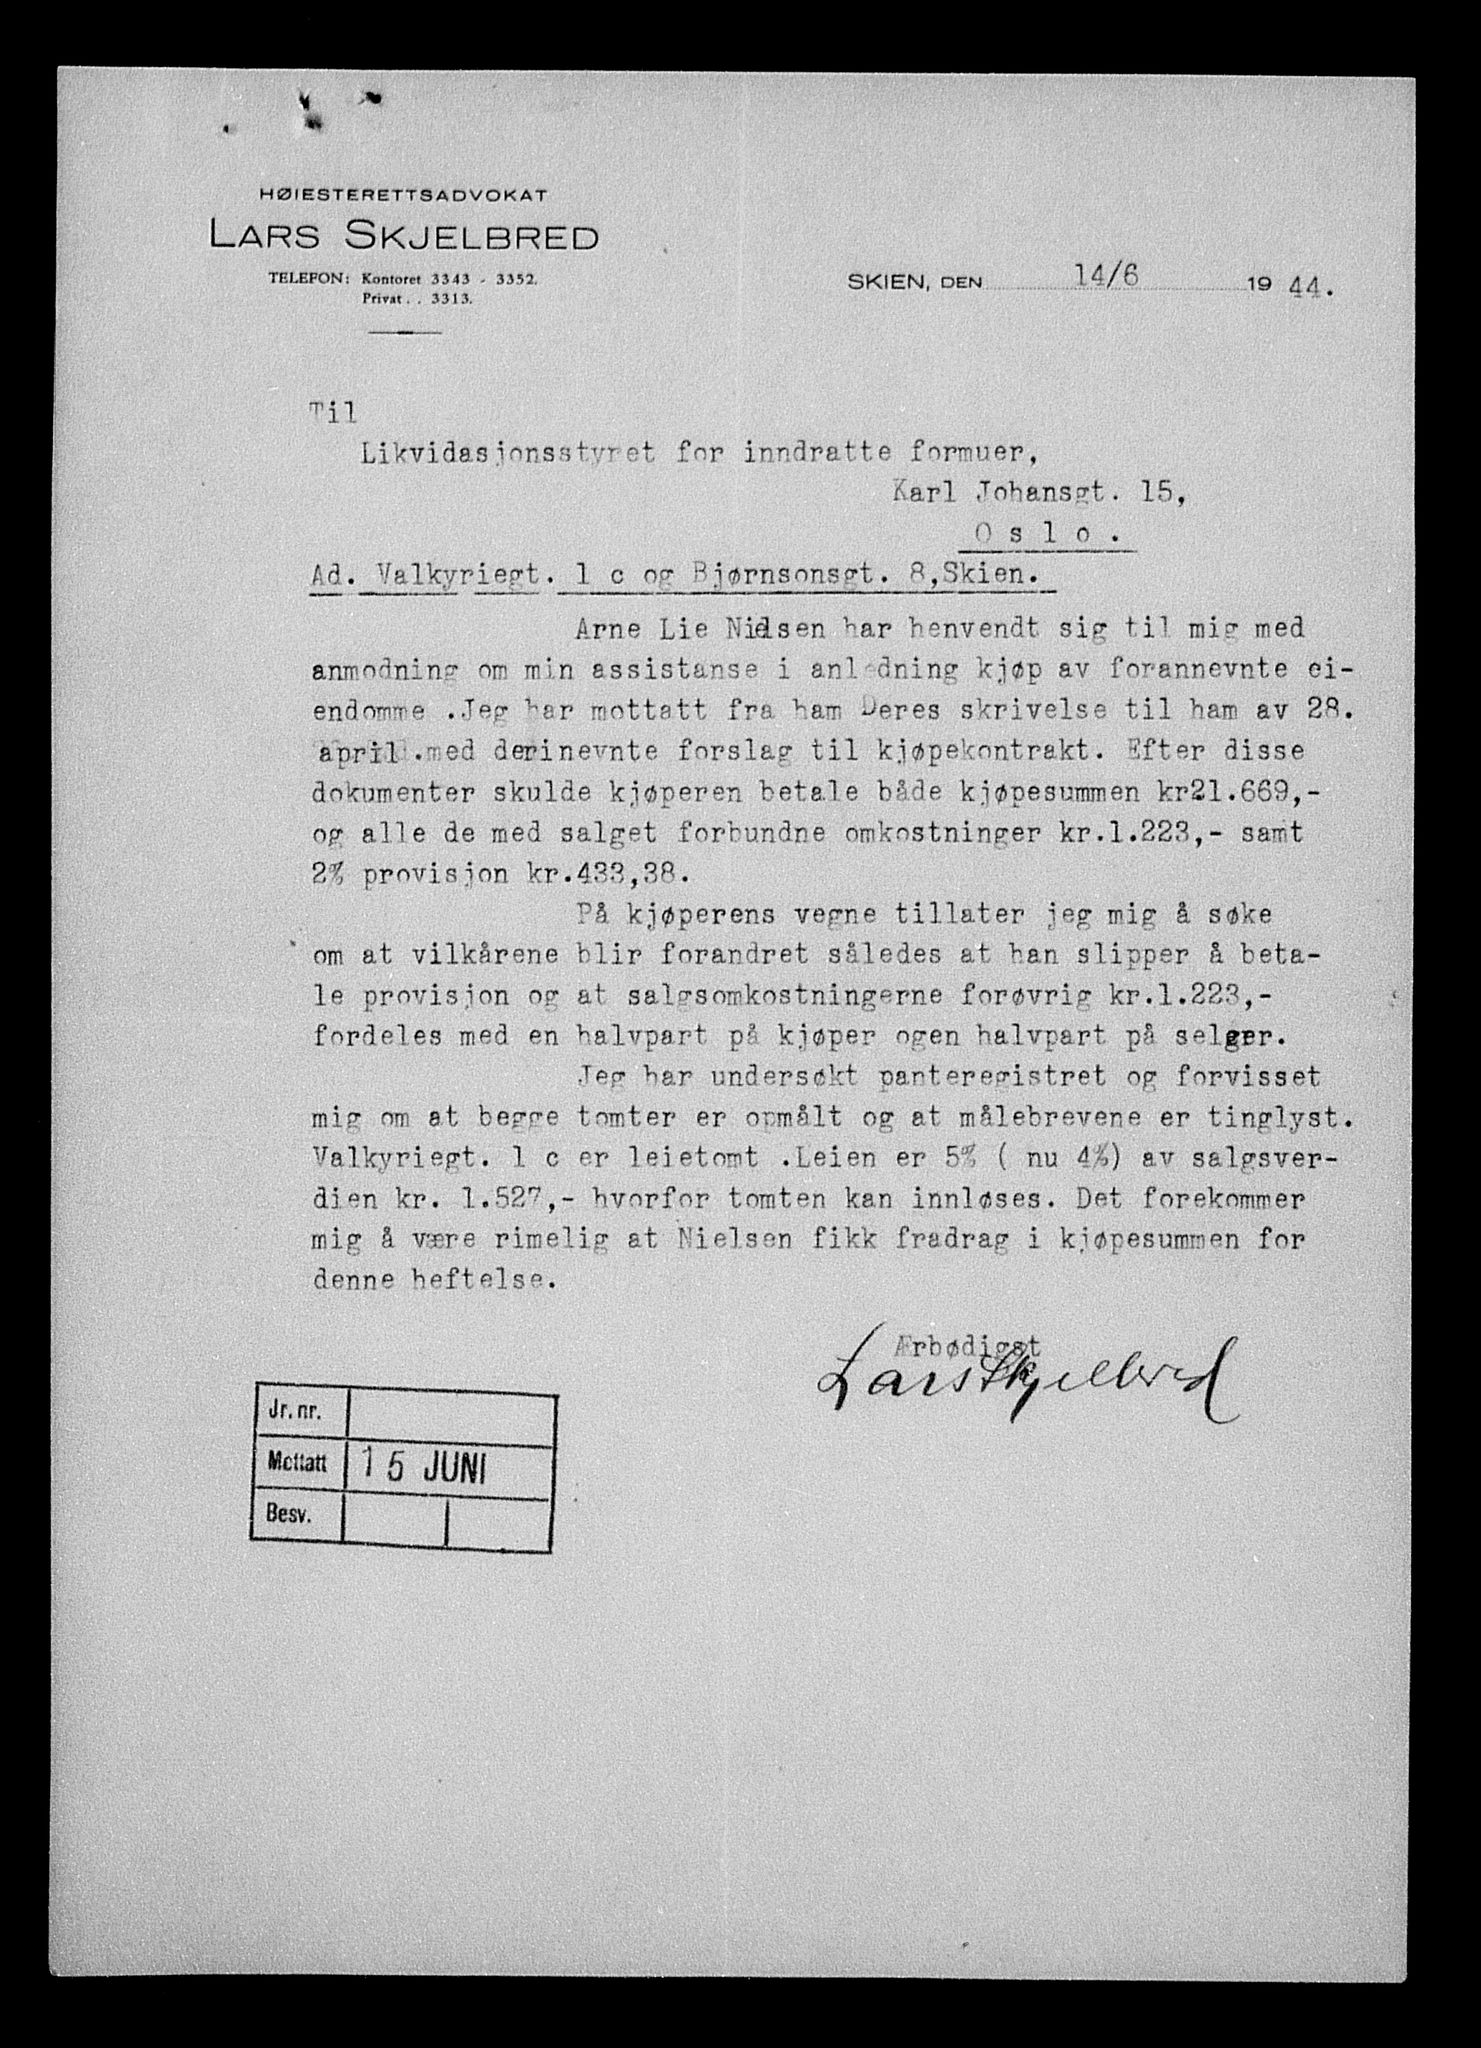 HØIESTERETTSADVOKAT
LARS SKJELBRED
TELEFON: Kontoret 3343 - 3352.
Privat . . 3313.
SKIEN, DEN 14/6 1944.
Til
Likvidasjonsstyret for inndratte formuer,
Karl Johansgt. 15,
Oslo.
Ad. Valkyriegt. 1 c og Bjørnsonsgt. 8,Skien.
Arne Lie Nielsen har henvendt sig til mig med
anmodning om min assistanse i anledning kjøp av forannevnte ei-
endomme .Jeg har mottatt fra ham Deres skrivelse til ham av 28.
april.med derinevnte forslag til kjøpekontrakt. Efter disse
dokumenter skulde kjøperen betale både kjøpesummen kr21.669,-
og alle de med salget forbundne omkostninger kr.1.223,- samt
2% provisjon kr.433,38.
På kjøperens vegne tillater jeg mig å søke
om at vilkårene blir forandret således at han slipper å beta-
le provisjon og at salgsomkostningerne forøvrig kr.1.223,-
fordeles med en halvpart på kjøper ogen halvpart på selger.
Jeg har undersøkt panteregistret og forvisset
mig om at begge tomter er opmålt og at målebrevene er tinglyst.
Valkyriegt. 1 c er leietomt .Leien er 5% ( nu 4%) av salgsver-
dien kr. 1.527,- hvorfor tomten kan innløses. Det forekommer
mig å være rimelig at Nielsen fikk fradrag i kjøpesummen for
denne heftelse.
Ærbødigst
Lars Skjelbred
Jr. nr.
Mottatt 15 JUNI
Besv.